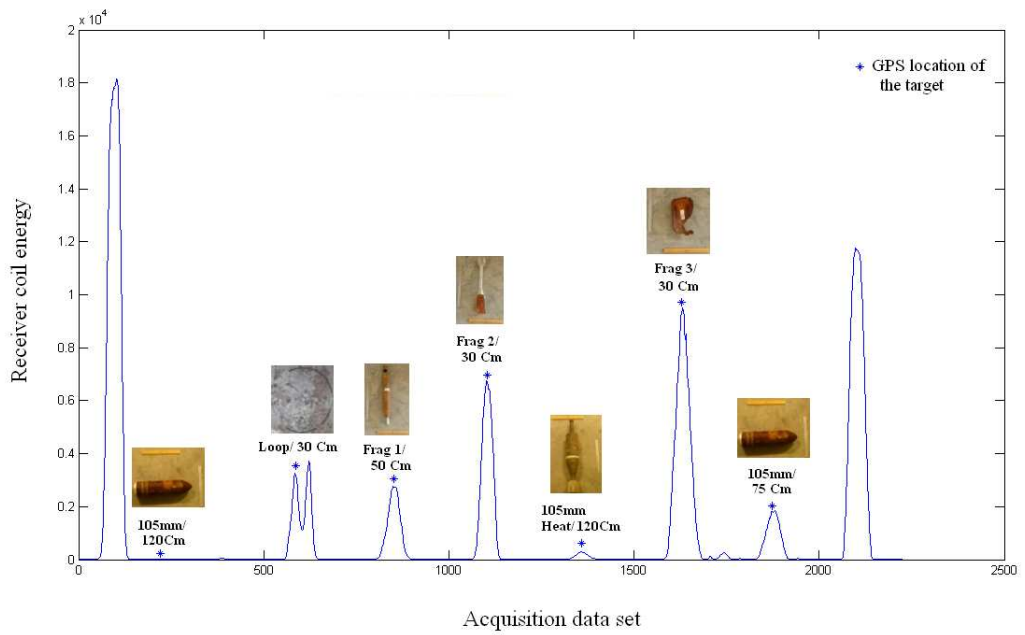 x 10⁴
2
1.8
1.6
1.4
1.2
1
0.8
0.6
0.4
0.2
0
0
500
1000
1500
2000
2500
Receiver coil energy
Acquisition data set
GPS location of
the target
105mm/
120Cm
Loop/ 30 Cm
Frag 1/
50 Cm
Frag 2/
30 Cm
105mm
Heat/120Cm
Frag 3/
30 Cm
105mm/
75 Cm